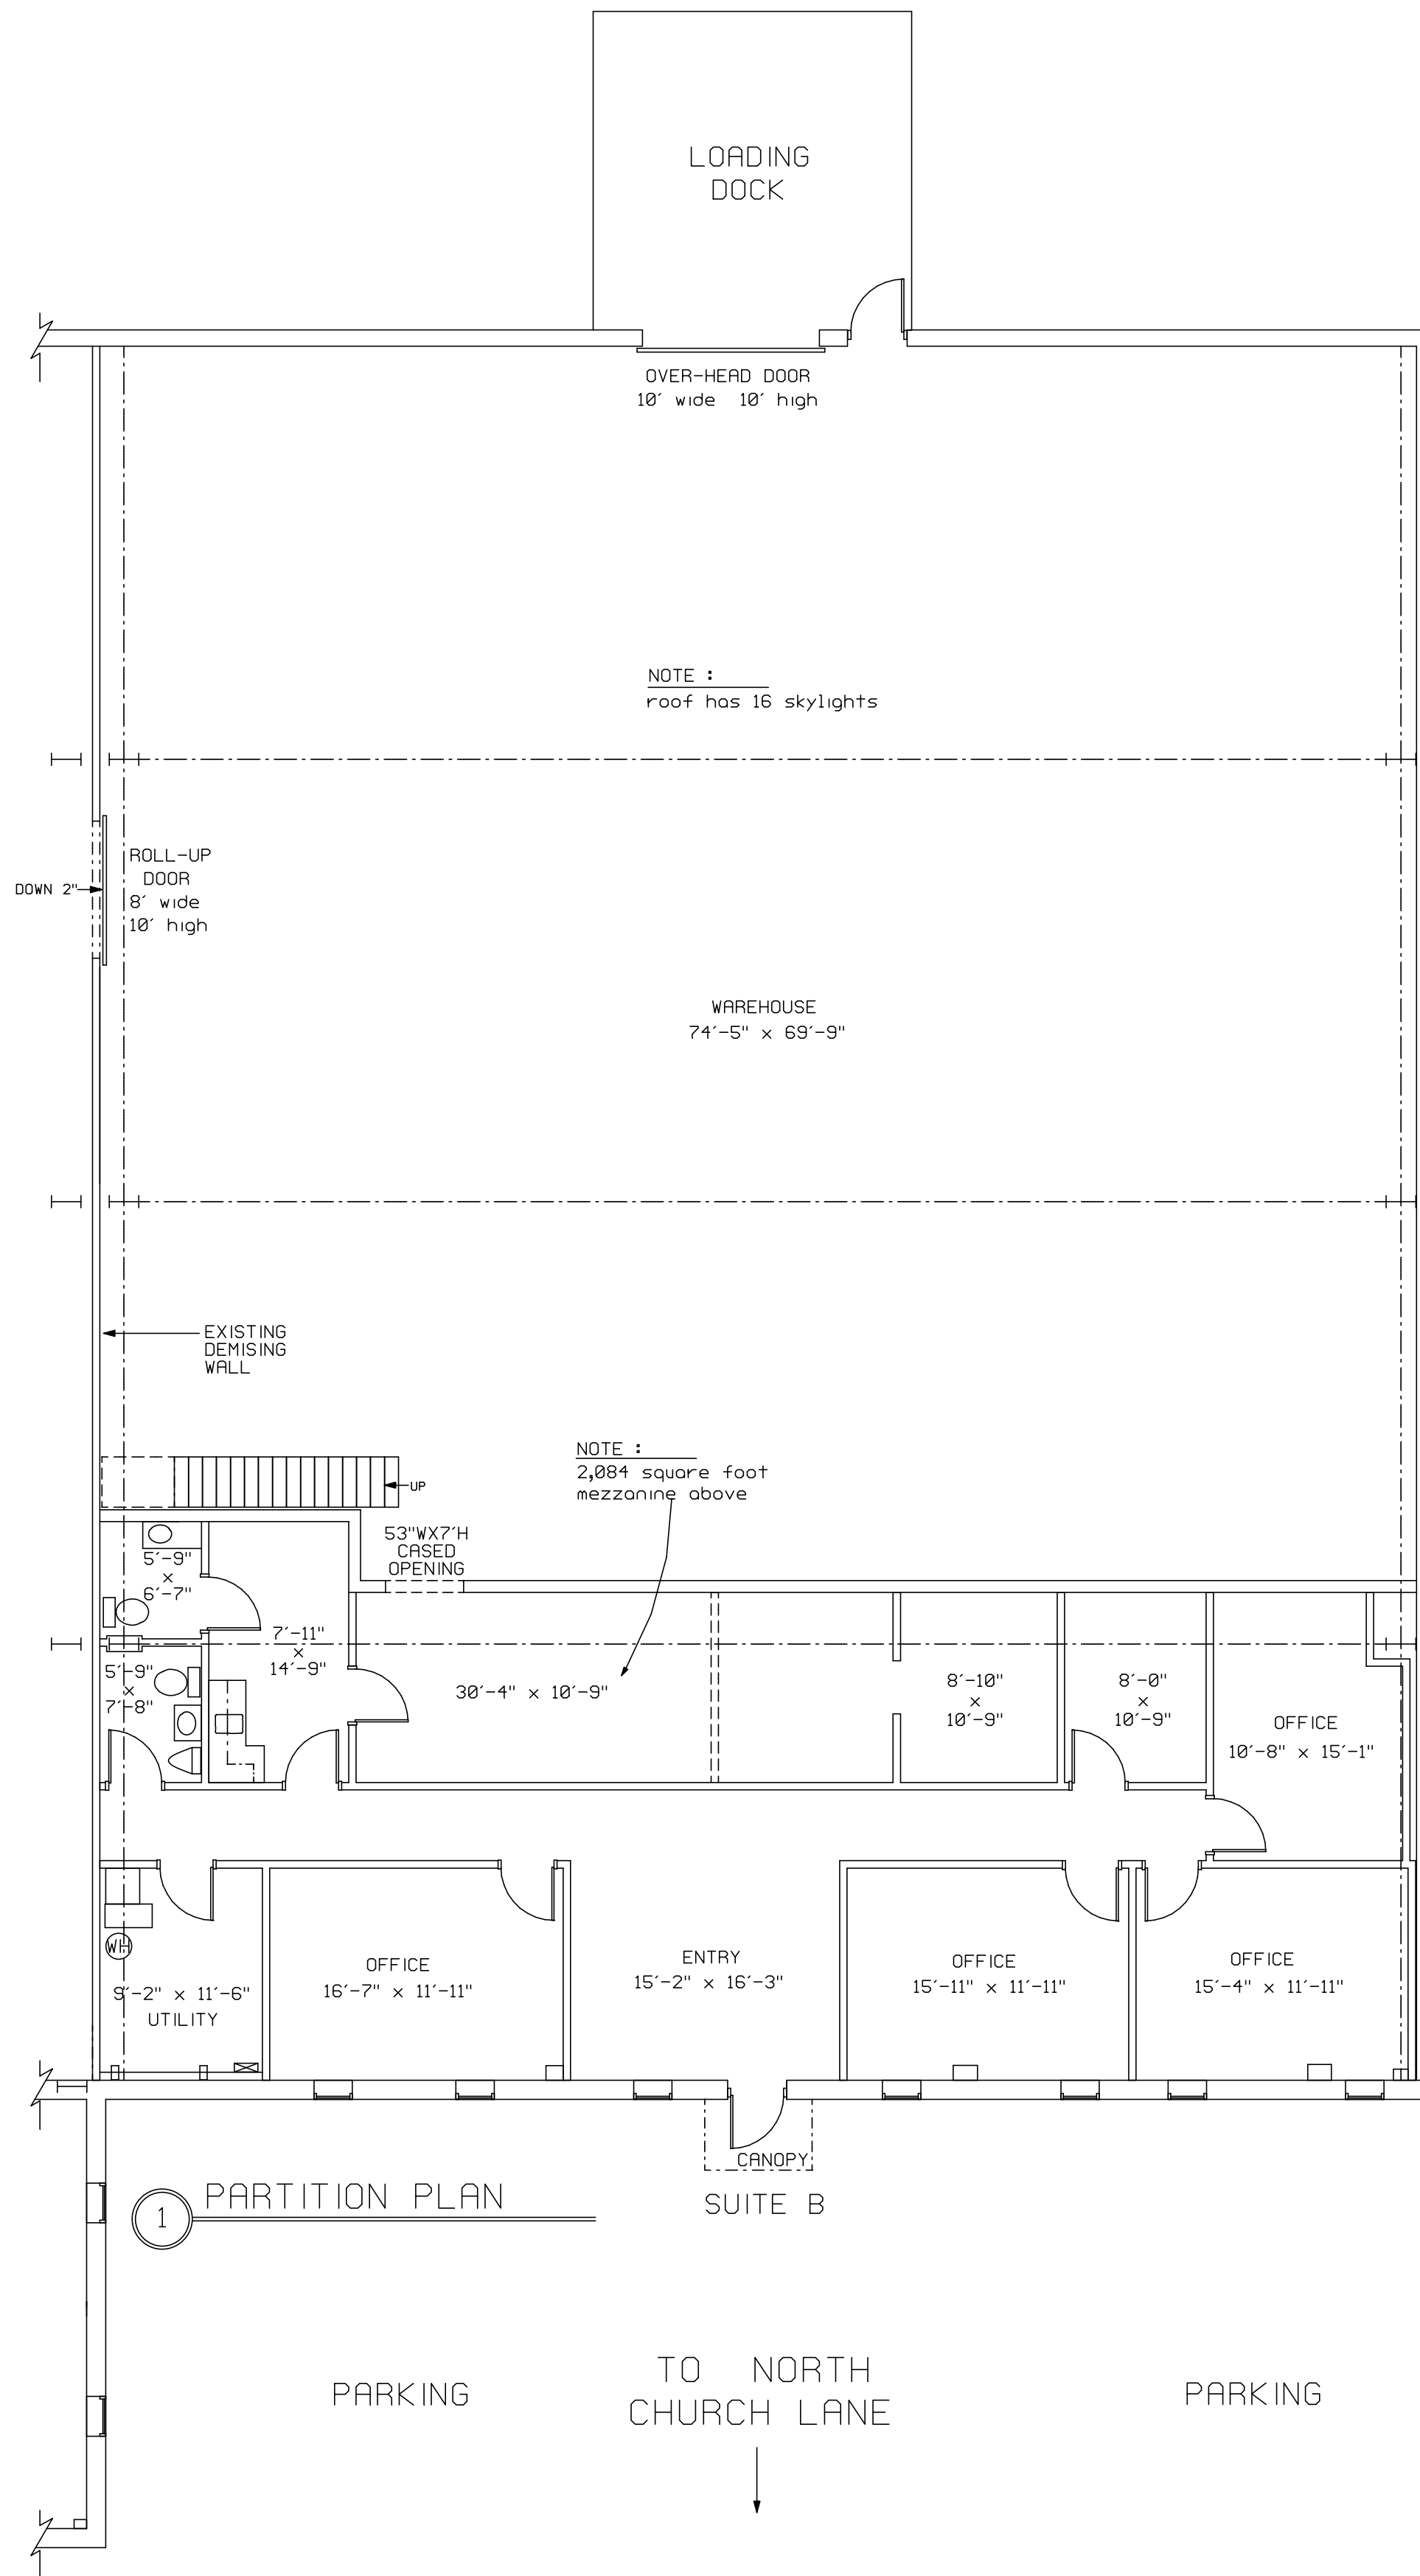 LOADING
DOCK
OVER-HEAD DOOR
10' wide 10' high
NOTE :
roof has 16 skylights
ROLL-UP
DOOR
8' wide
10' high
DOWN 2"
WAREHOUSE
74'-5" x 69'-9"
EXISTING
DEMISING
WALL
NOTE :
2,084 square foot
mezzanine above
UP
53"WX7'H
CASED
OPENING
5'-9"
x
6'-7"
7'-11"
x
14'-9"
5'-9"
x
7'-8"
30'-4" x 10'-9"
8'-10"
x
10'-9"
8'-0"
x
10'-9"
OFFICE
10'-8" x 15'-1"
WH
9'-2" x 11'-6"
UTILITY
OFFICE
16'-7" x 11'-11"
ENTRY
15'-2" x 16'-3"
OFFICE
15'-11" x 11'-11"
OFFICE
15'-4" x 11'-11"
CANOPY
SUITE B
1
PARTITION PLAN
PARKING
TO NORTH
CHURCH LANE
PARKING